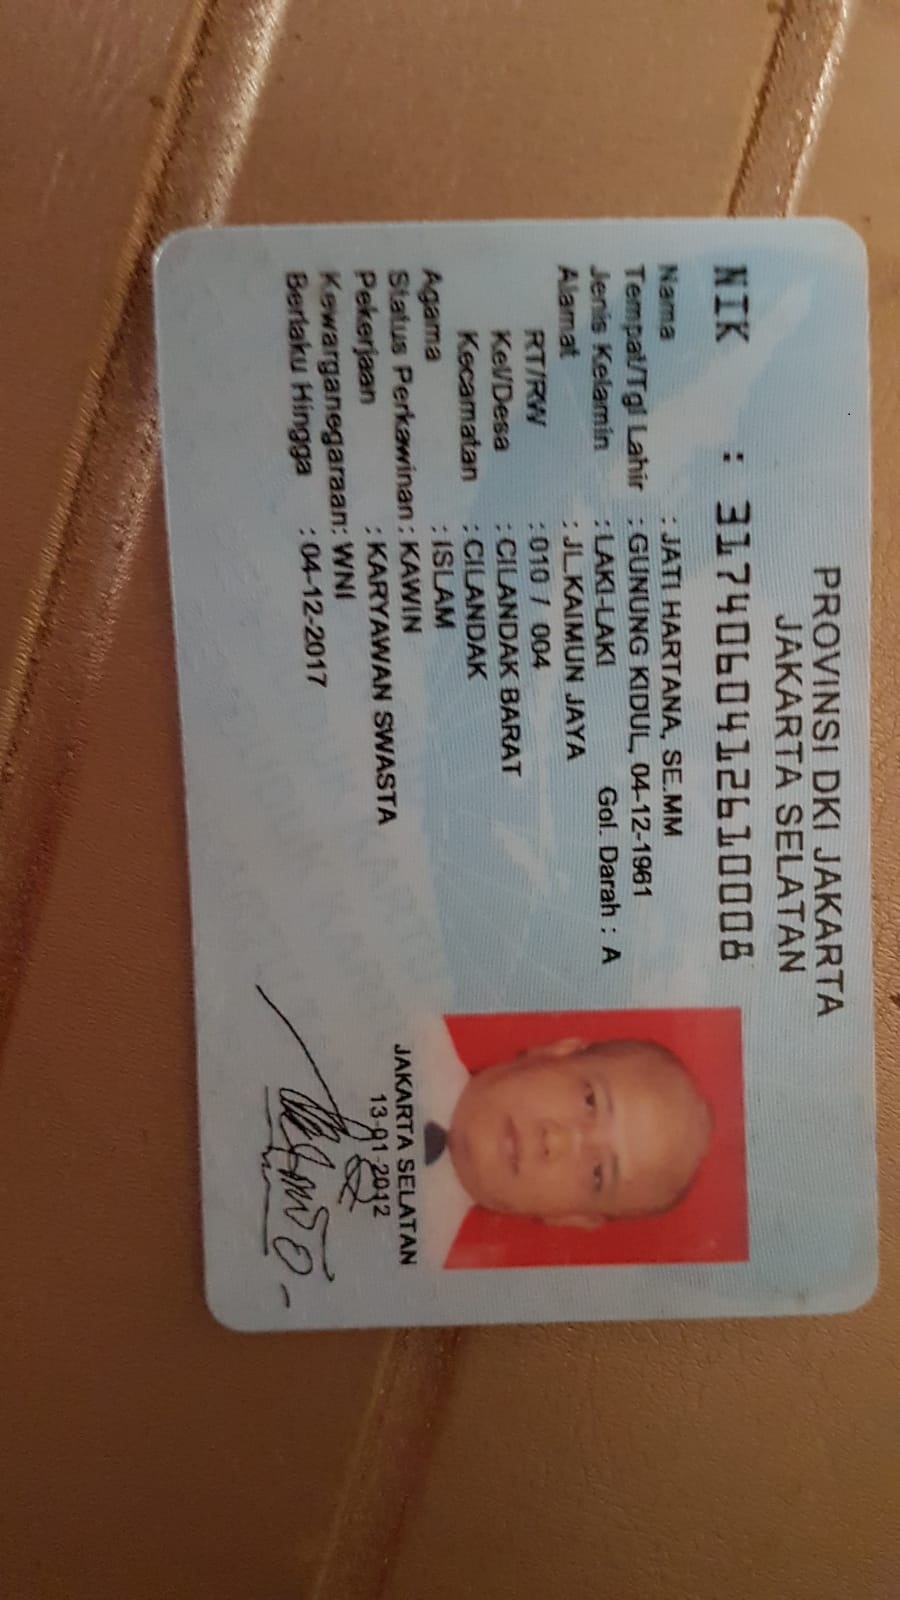 PROVINSI DKI JAKARTA
JAKARTA SELATAN
NIK : 3174060412610008
Nama : JATI HARTANA, SE.MM
Tempat/Tgl Lahir : GUNUNG KIDUL, 04-12-1961
Jenis Kelamin : LAKI-LAKI Gol. Darah : A
Alamat : JL.KAIMUN JAYA
RT/RW : 010 / 004
Kel/Desa : CILANDAK BARAT
Kecamatan : CILANDAK
Agama : ISLAM
Status Perkawinan : KAWIN
Pekerjaan : KARYAWAN SWASTA
Kewarganegaraan: WNI
Berlaku Hingga : 04-12-2017
JAKARTA SELATAN
13-01-2012